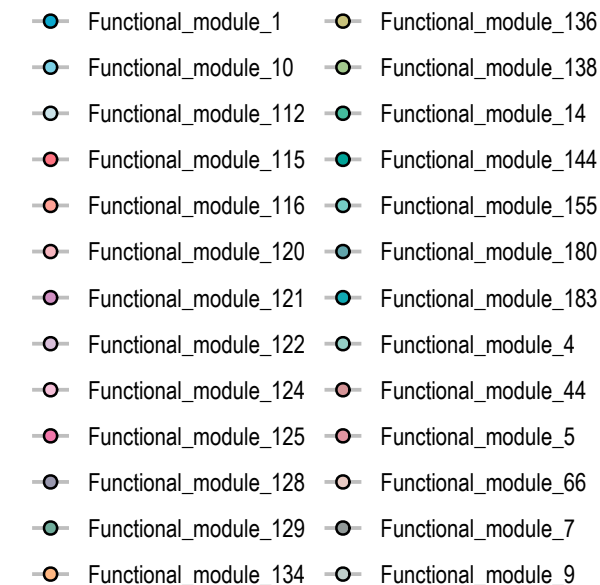 Functional_module_1
Functional_module_10
Functional_module_112
Functional_module_115
Functional_module_116
Functional_module_120
Functional_module_121
Functional_module_122
Functional_module_124
Functional_module_125
Functional_module_128
Functional_module_129
Functional_module_134
Functional_module_136
Functional_module_138
Functional_module_14
Functional_module_144
Functional_module_155
Functional_module_180
Functional_module_183
Functional_module_4
Functional_module_44
Functional_module_5
Functional_module_66
Functional_module_7
Functional_module_9